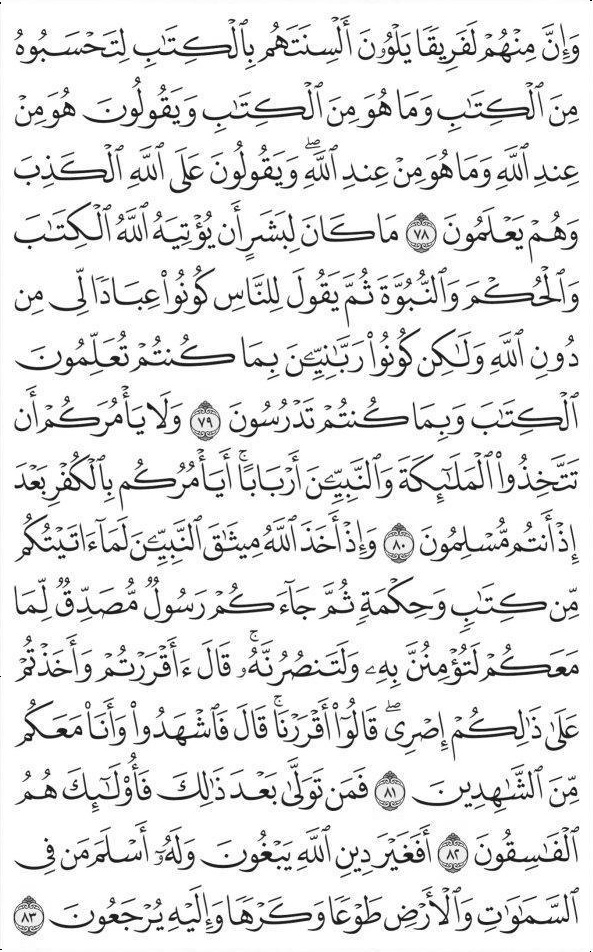 وَإِنَّ مِنْهُمْ لَفَرِيقًا يَلْوُۥنَ أَلْسِنَتَهُم بِٱلْكِتَٰبِ لِتَحْسَبُوهُ
مِنَ ٱلْكِتَٰبِ وَمَا هُوَ مِنَ ٱلْكِتَٰبِ وَيَقُولُونَ هُوَ مِنْ
عِندِ ٱللَّهِ وَمَا هُوَ مِنْ عِندِ ٱللَّهِۖ وَيَقُولُونَ عَلَى ٱللَّهِ ٱلْكَذِبَ
وَهُمْ يَعْلَمُونَ ٧٨ مَا كَانَ لِبَشَرٍ أَن يُؤْتِيَهُ ٱللَّهُ ٱلْكِتَٰبَ
وَٱلْحُكْمَ وَٱلنُّبُوَّةَ ثُمَّ يَقُولَ لِلنَّاسِ كُونُوا۟ عِبَادًا لِّى مِن
دُونِ ٱللَّهِ وَلَٰكِن كُونُوا۟ رَبَّٰنِيِّۦنَ بِمَا كُنتُمْ تُعَلِّمُونَ
ٱلْكِتَٰبَ وَبِمَا كُنتُمْ تَدْرُسُونَ ٧٩ وَلَا يَأْمُرَكُمْ أَن
تَتَّخِذُوا۟ ٱلْمَلَٰٓئِكَةَ وَٱلنَّبِيِّۦنَ أَرْبَابًاۗ أَيَأْمُرُكُم بِٱلْكُفْرِ بَعْدَ
إِذْ أَنتُم مُّسْلِمُونَ ٨٠ وَإِذْ أَخَذَ ٱللَّهُ مِيثَٰقَ ٱلنَّبِيِّۦنَ لَمَآ ءَاتَيْتُكُم
مِّن كِتَٰبٍ وَحِكْمَةٍ ثُمَّ جَآءَكُمْ رَسُولٌ مُّصَدِّقٌ لِّمَا
مَعَكُمْ لَتُؤْمِنُنَّ بِهِۦ وَلَتَنصُرُنَّهُۥۚ قَالَ ءَأَقْرَرْتُمْ وَأَخَذْتُمْ
عَلَىٰ ذَٰلِكُمْ إِصْرِىۖ قَالُوٓا۟ أَقْرَرْنَاۚ قَالَ فَٱشْهَدُوا۟ وَأَنَا۠ مَعَكُم
مِّنَ ٱلشَّٰهِدِينَ ٨١ فَمَن تَوَلَّىٰ بَعْدَ ذَٰلِكَ فَأُو۟لَٰٓئِكَ هُمُ
ٱلْفَٰسِقُونَ ٨٢ أَفَغَيْرَ دِينِ ٱللَّهِ يَبْغُونَ وَلَهُۥٓ أَسْلَمَ مَن فِى
ٱلسَّمَٰوَٰتِ وَٱلْأَرْضِ طَوْعًا وَكَرْهًا وَإِلَيْهِ يُرْجَعُونَ ٨٣